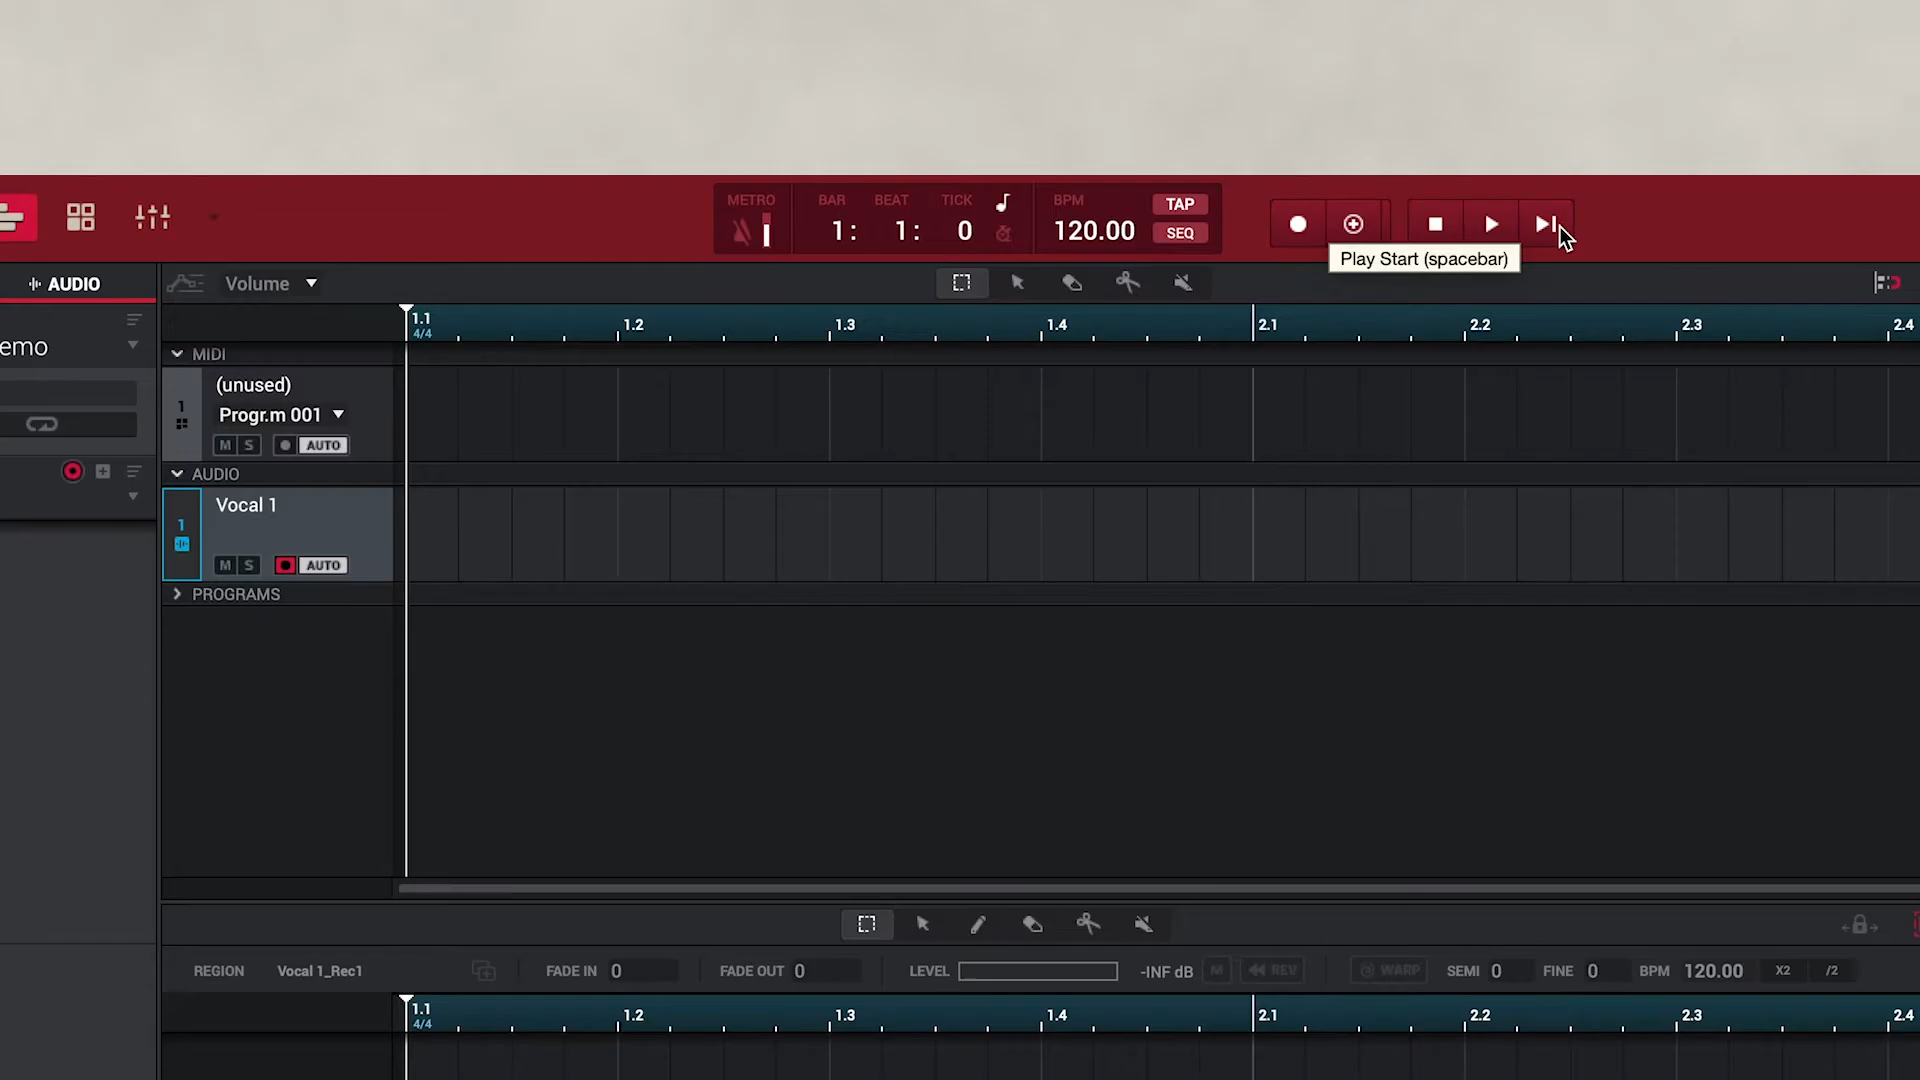 METRO BAR BEAT TICK BPM TAP
1: 1: 0 120.00 SEQ
Play Start (spacebar)
AUDIO Volume
1.1 1.2 1.3 1.4 2.1 2.2 2.3 2.4
4/4
emo
MIDI
(unused)
1 Progr.m 001
M S AUTO
AUDIO
Vocal 1
1
M S AUTO
PROGRAMS
REGION Vocal 1_Rec1 FADE IN 0 FADE OUT 0 LEVEL -INF dB M REV WARP SEMI 0 FINE 0 BPM 120.00 X2 /2
1.1 1.2 1.3 1.4 2.1 2.2 2.3 2.4
4/4